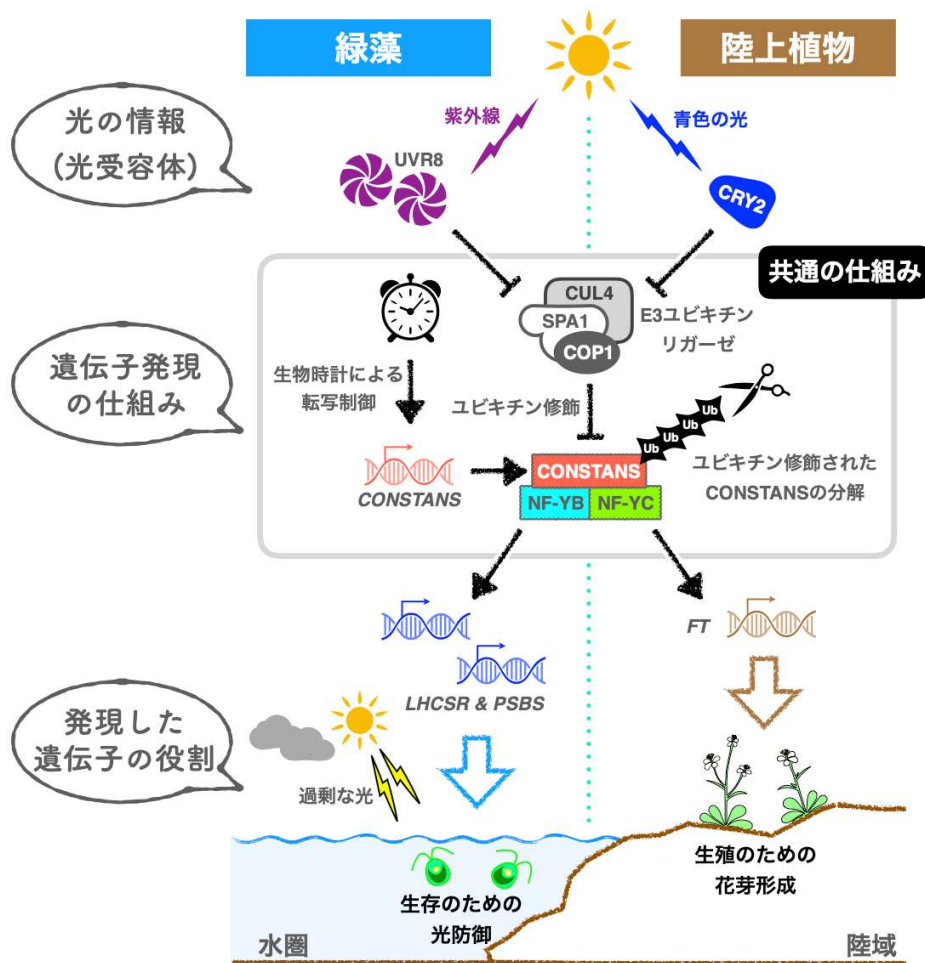 緑藻
陸上植物
光の情報
(光受容体)
紫外線
青色の光
UVR8
CRY2
共通の仕組み
遺伝子発現
の仕組み
CUL4
SPA1
COP1
E3ユビキチン
リガーゼ
生物時計による
転写制御
ユビキチン修飾
Ub
Ub
Ub
Ub
CONSTANS
CONSTANS
NF-YB
NF-YC
ユビキチン修飾された
CONSTANSの分解
FT
LHCSR & PSBS
発現した
遺伝子の役割
過剰な光
生存のための
光防御
生殖のための
花芽形成
水圏
陸域